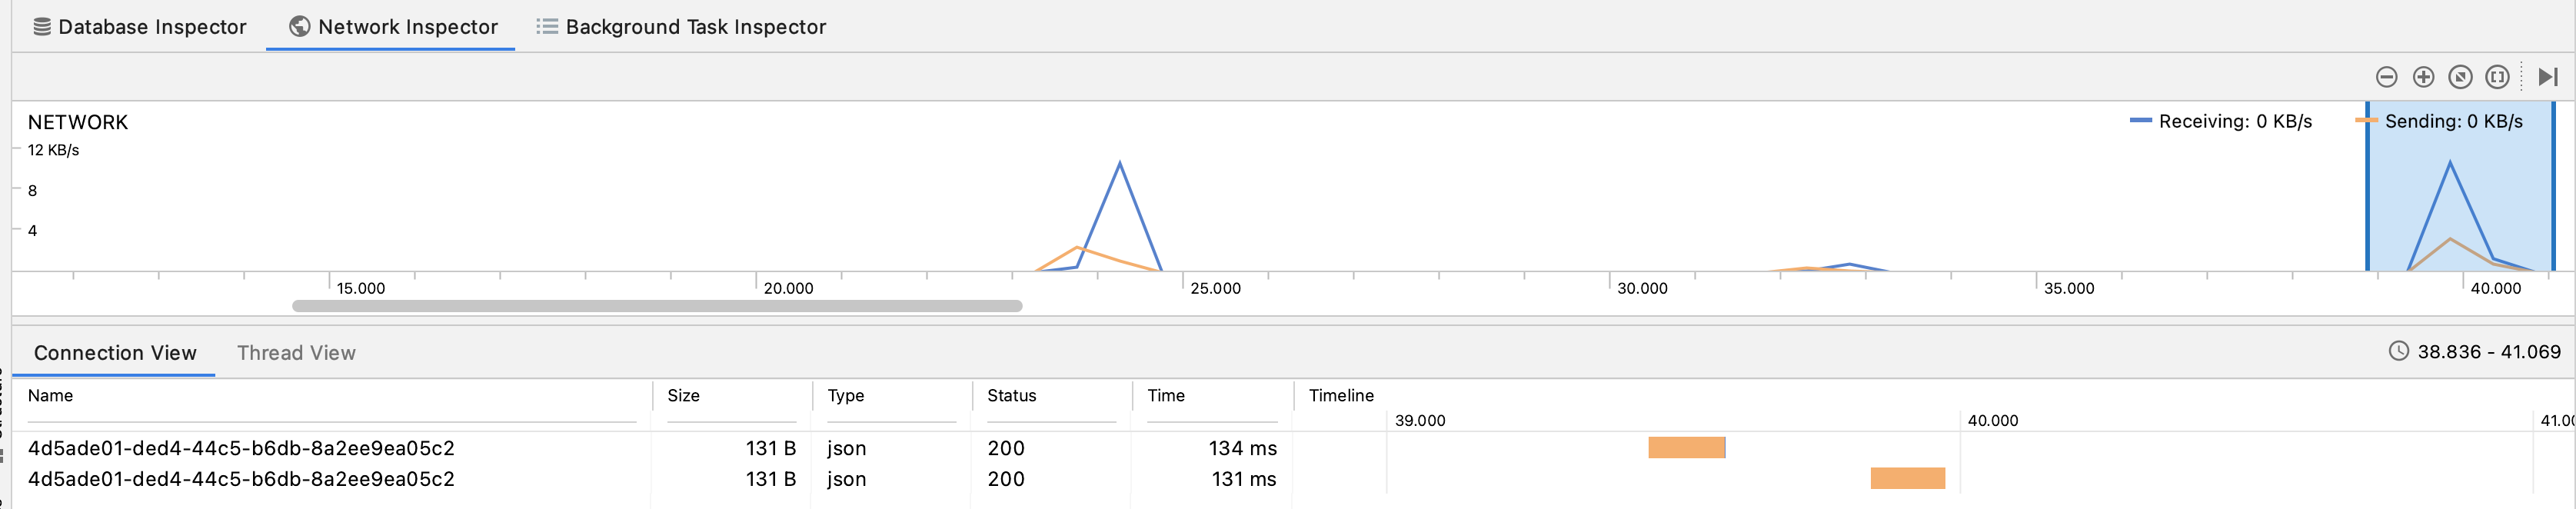 Database Inspector Network Inspector Background Task Inspector
NETWORK Receiving: 0 KB/s Sending: 0 KB/s
12 KB/s
8
4
15.000 20.000 25.000 30.000 35.000 40.000
Connection View Thread View 38.836 - 41.069
Name Size Type Status Time Timeline
39.000 40.000
4d5ade01-ded4-44c5-b6db-8a2ee9ea05c2 131 B json 200 134 ms
4d5ade01-ded4-44c5-b6db-8a2ee9ea05c2 131 B json 200 131 ms